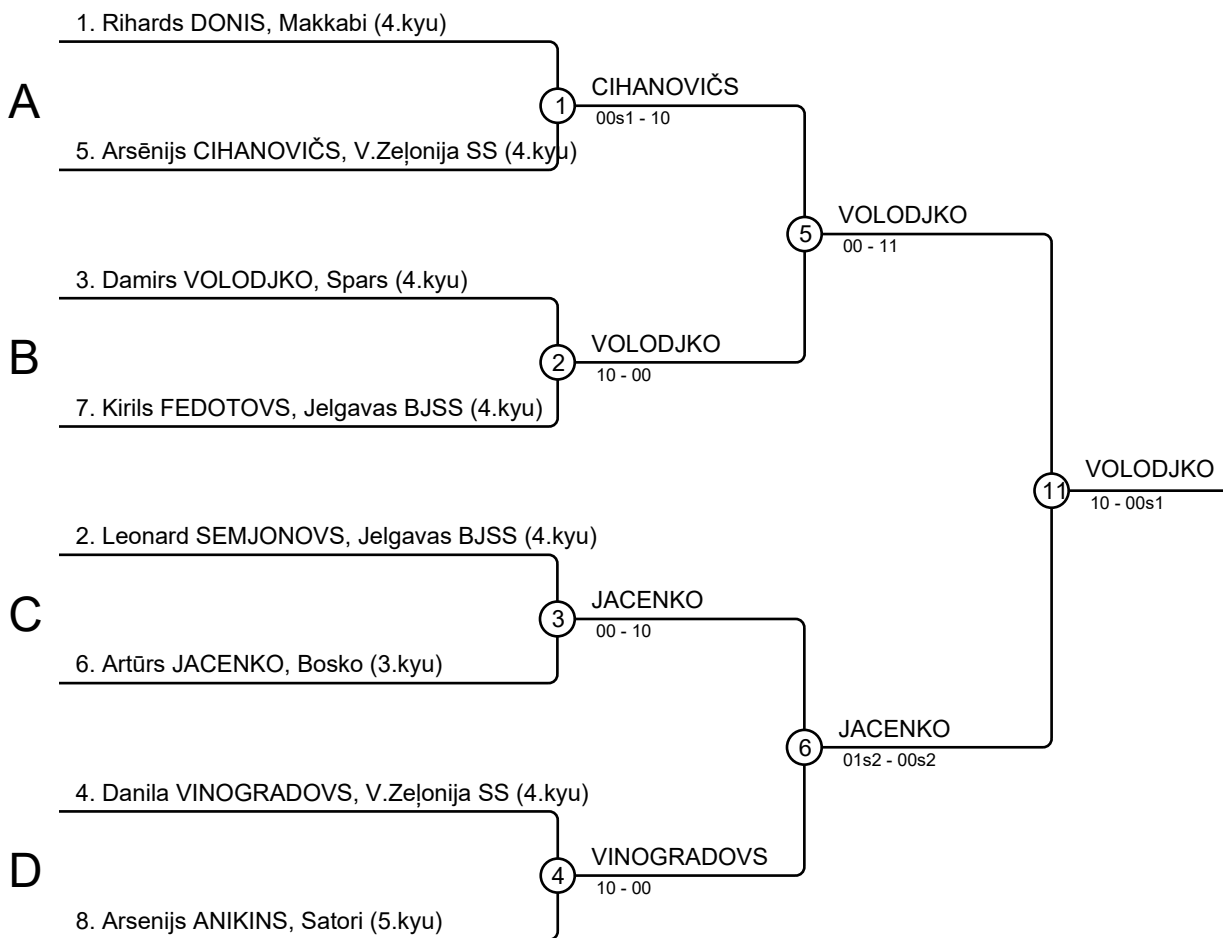 1. Rihards DONIS, Makkabi (4.kyu)
A
1
CIHANOVIČS
00s1 - 10
5. Arsēnijs CIHANOVIČS, V.Zeļonija SS (4.kyu)
5
VOLODJKO
00 - 11
3. Damirs VOLODJKO, Spars (4.kyu)
B
2
VOLODJKO
10 - 00
7. Kirils FEDOTOVS, Jelgavas BJSS (4.kyu)
11
VOLODJKO
10 - 00s1
2. Leonard SEMJONOVS, Jelgavas BJSS (4.kyu)
C
3
JACENKO
00 - 10
6. Artūrs JACENKO, Bosko (3.kyu)
6
JACENKO
01s2 - 00s2
4. Danila VINOGRADOVS, V.Zeļonija SS (4.kyu)
D
4
VINOGRADOVS
10 - 00
8. Arsenijs ANIKINS, Satori (5.kyu)